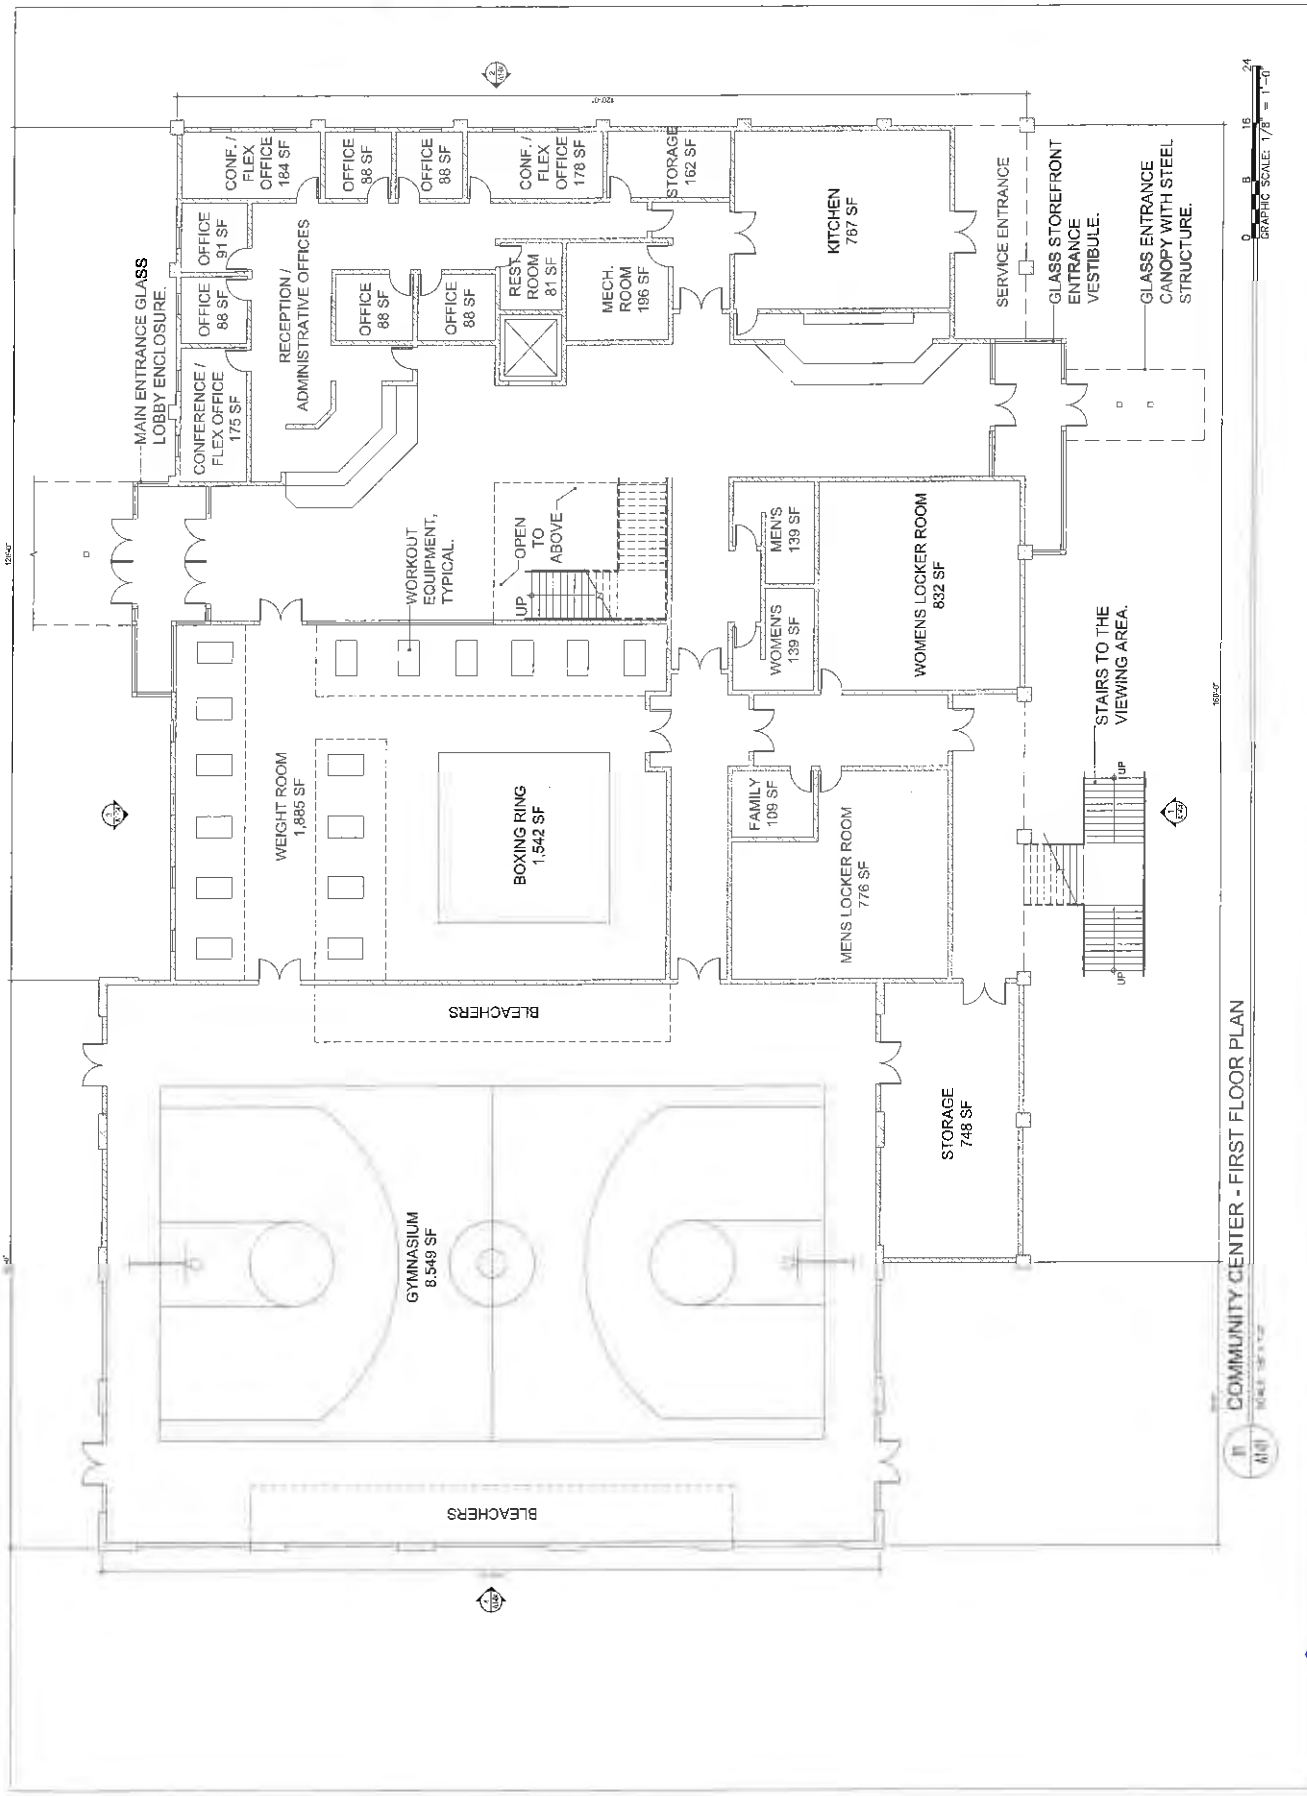 MAIN ENTRANCE GLASS
LOBBY ENCLOSURE.
CONF. /
FLEX
OFFICE
184 SF
OFFICE
88 SF
OFFICE
88 SF
CONF. /
FLEX
OFFICE
178 SF
STORAGE
162 SF
OFFICE
91 SF
OFFICE
88 SF
CONFERENCE /
FLEX OFFICE
175 SF
RECEPTION /
ADMINISTRATIVE OFFICES
OFFICE
88 SF
OFFICE
88 SF
REST
ROOM
81 SF
MECH.
ROOM
196 SF
KITCHEN
767 SF
SERVICE ENTRANCE
GLASS STOREFRONT
ENTRANCE
VESTIBULE.
GLASS ENTRANCE
CANOPY WITH STEEL
STRUCTURE.
WORKOUT
EQUIPMENT,
TYPICAL.
OPEN
TO
ABOVE
UP
MEN'S
139 SF
WOMEN'S
139 SF
WOMENS LOCKER ROOM
832 SF
WEIGHT ROOM
1,885 SF
BOXING RING
1,542 SF
FAMILY
109 SF
MENS LOCKER ROOM
776 SF
STAIRS TO THE
VIEWING AREA.
UP
UP
BLEACHERS
GYMNASIUM
8.549 SF
STORAGE
748 SF
BLEACHERS
120'-0"
160'-0"
COMMUNITY CENTER - FIRST FLOOR PLAN
0 8 16 24
GRAPHIC SCALE: 1/8" = 1'-0"